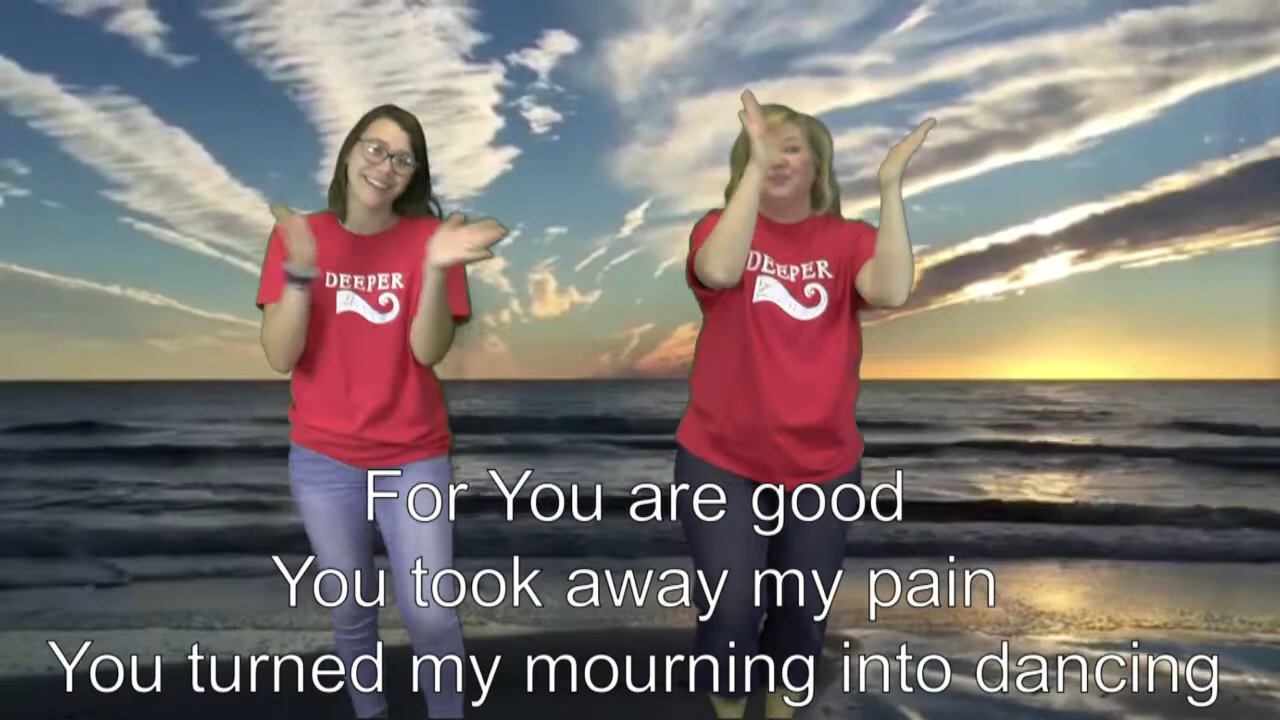 DEEPER
DEEPER
For You are good
You took away my pain
You turned my mourning into dancing